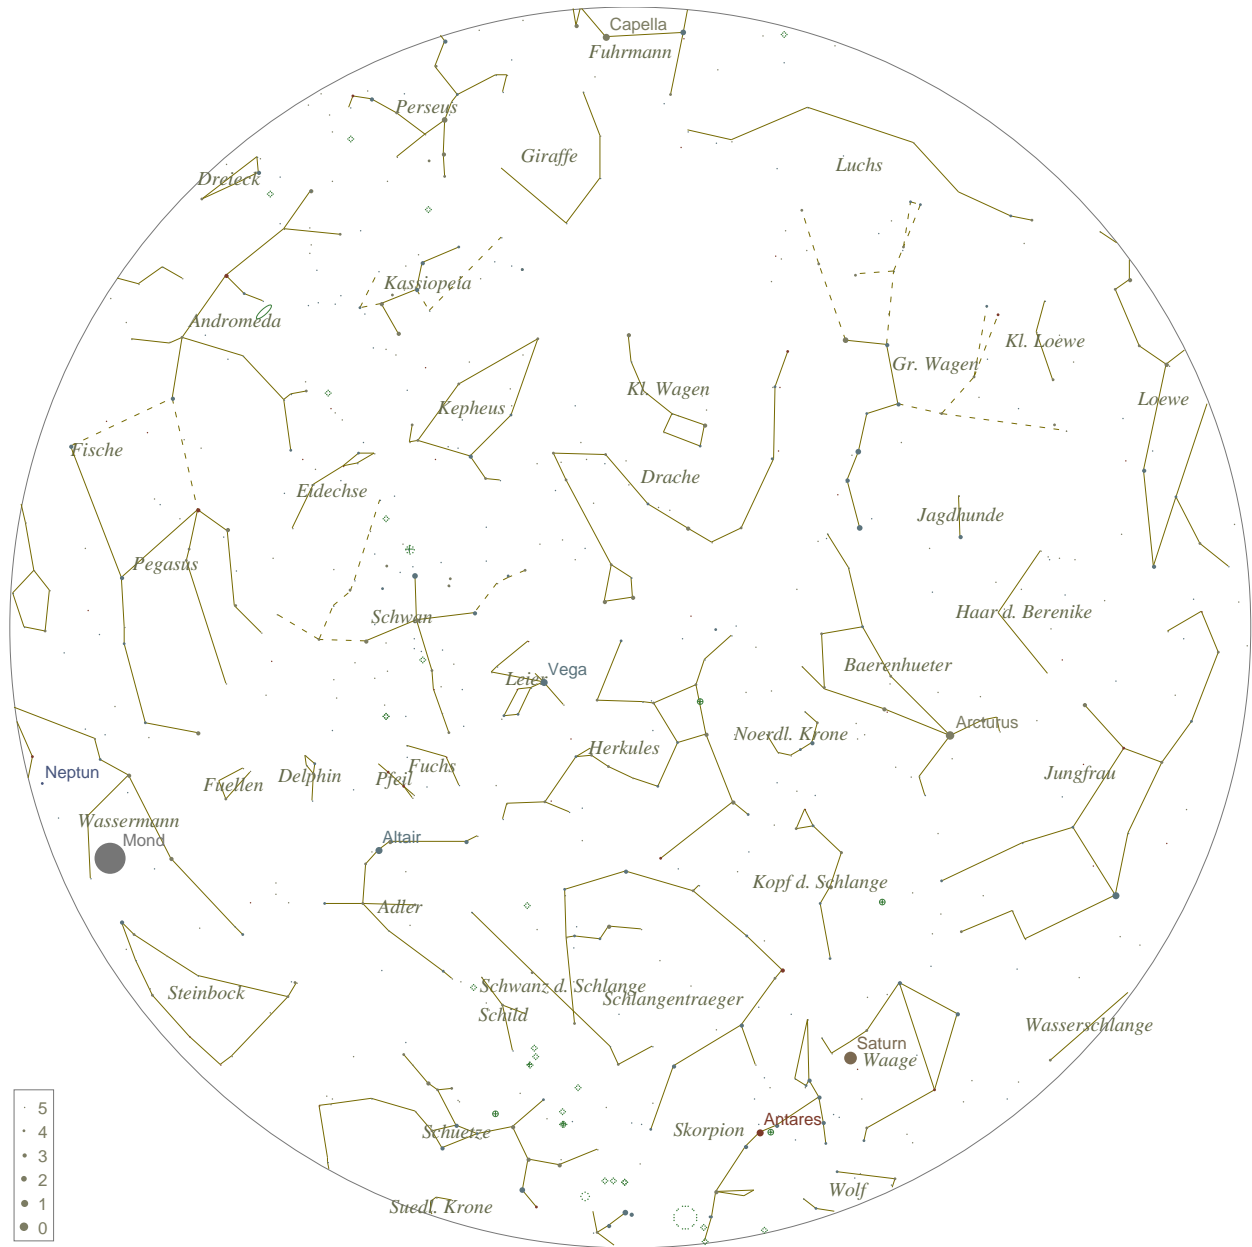 Capella
Fuhrmann
Perseus
Giraffe
Luchs
Dreieck
Kassiopeia
Andromeda
Kl. Loewe
Gr. Wagen
Kl. Wagen
Loewe
Kepheus
Fische
Drache
Eidechse
Jagdhunde
Pegasus
Schwan
Haar d. Berenike
Baerenhueter
Vega
Leier
Arcturus
Noerdl. Krone
Herkules
Neptun
Fuellen
Delphin
Pfeil
Fuchs
Jungfrau
Wassermann
Mond
Altair
Kopf d. Schlange
Adler
Steinbock
Schwanz d. Schlange
Schlangentraeger
Schild
Wasserschlange
Saturn
Waage
Antares
Skorpion
Schuetze
Wolf
Suedl. Krone
5
4
3
2
1
0